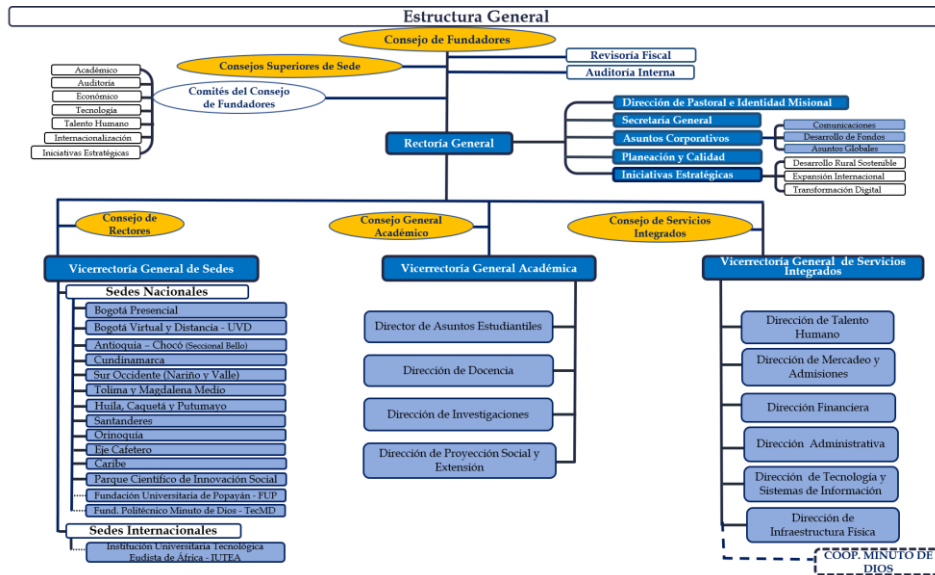 Estructura General
Consejo de Fundadores
Revisoría Fiscal
Auditoría Interna
Consejos Superiores de Sede
Comités del Consejo
de Fundadores
Académico
Auditoría
Económico
Tecnología
Talento Humano
Internacionalización
Iniciativas Estratégicas
Rectoría General
Dirección de Pastoral e Identidad Misional
Secretaría General
Asuntos Corporativos
Planeación y Calidad
Iniciativas Estratégicas
Comunicaciones
Desarrollo de Fondos
Asuntos Globales
Desarrollo Rural Sostenible
Expansión Internacional
Transformación Digital
Consejo de
Rectores
Consejo General
Académico
Consejo de Servicios
Integrados
Vicerrectoría General de Sedes
Sedes Nacionales
Bogotá Presencial
Bogotá Virtual y Distancia - UVD
Antioquia – Chocó (Seccional Bello)
Cundinamarca
Sur Occidente (Nariño y Valle)
Tolima y Magdalena Medio
Huila, Caquetá y Putumayo
Santanderes
Orinoquía
Eje Cafetero
Caribe
Parque Científico de Innovación Social
Fundación Universitaria de Popayán - FUP
Fund. Politécnico Minuto de Dios - TecMD
Sedes Internacionales
Institución Universitaria Tecnológica
Eudista de África - IUTEA
Vicerrectoría General Académica
Director de Asuntos Estudiantiles
Dirección de Docencia
Dirección de Investigaciones
Dirección de Proyección Social y
Extensión
Vicerrectoría General de Servicios
Integrados
Dirección de Talento
Humano
Dirección de Mercadeo y
Admisiones
Dirección Financiera
Dirección Administrativa
Dirección de Tecnología y
Sistemas de Información
Dirección de
Infraestructura Física
COOP. MINUTO DE
DIOS